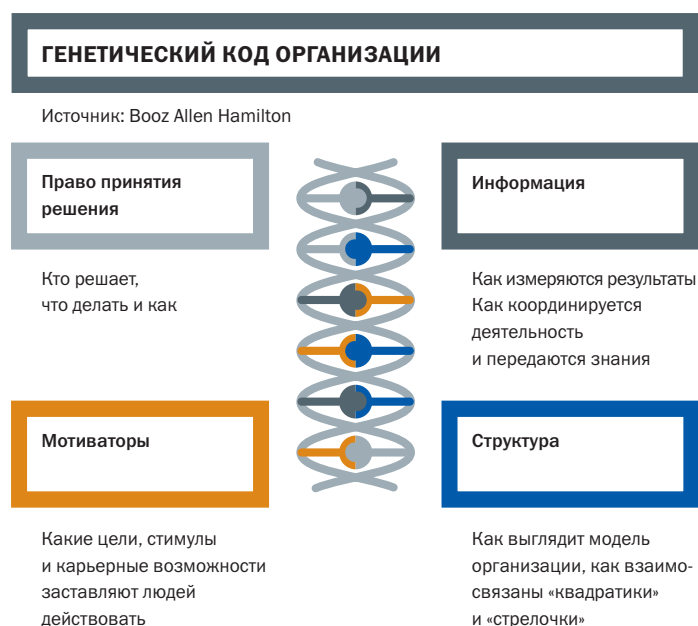 ГЕНЕТИЧЕСКИЙ КОД ОРГАНИЗАЦИИ
Источник: Booz Allen Hamilton
Право принятия
решения
Кто решает,
что делать и как
Информация
Как измеряются результаты
Как координируется
деятельность
и передаются знания
Мотиваторы
Какие цели, стимулы
и карьерные возможности
заставляют людей
действовать
Структура
Как выглядит модель
организации, как взаимо-
связаны «квадратики»
и «стрелочки»